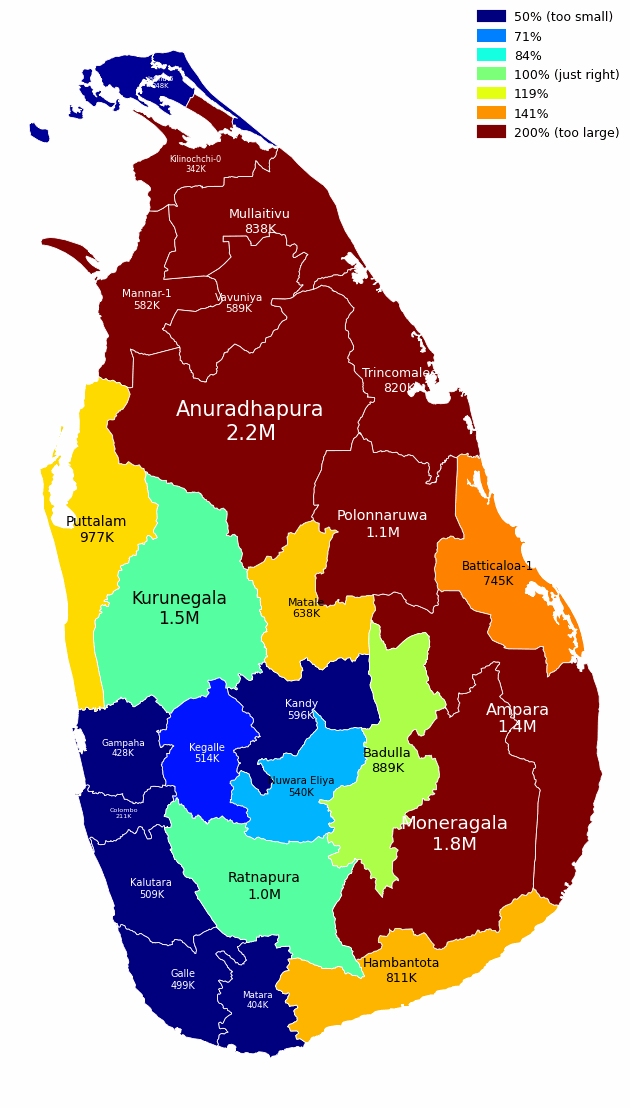 50% (too small)
71%
84%
100% (just right)
119%
141%
200% (too large)
48K
Kilinochchi-0
342K
Mullaitivu
838K
Mannar-1
582K
Vavuniya
589K
Trincomalee
820K
Anuradhapura
2.2M
Puttalam
977K
Polonnaruwa
1.1M
Batticaloa-1
745K
Kurunegala
1.5M
Matale
638K
Kandy
596K
Ampara
1.4M
Gampaha
428K
Kegalle
514K
Badulla
889K
Nuwara Eliya
540K
Colombo
211K
Moneragala
1.8M
Kalutara
509K
Ratnapura
1.0M
Galle
499K
Hambantota
811K
Matara
404K